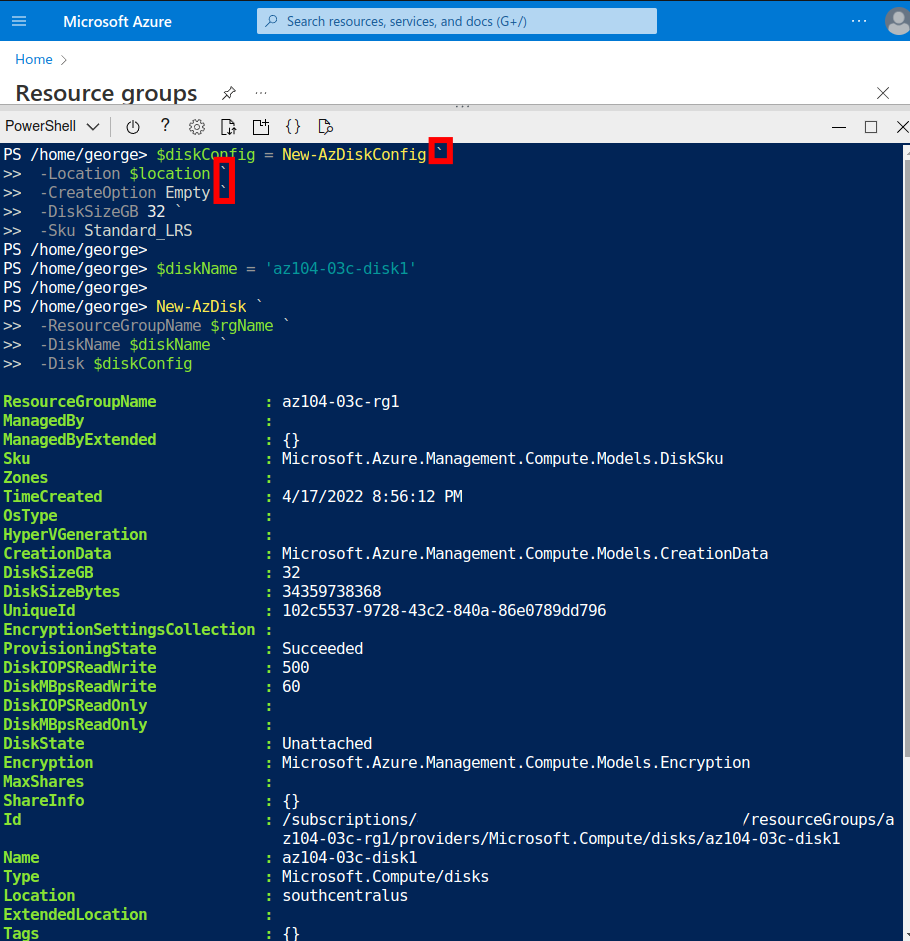 Microsoft Azure
Search resources, services, and docs (G+/)
Home >
Resource groups
PowerShell
PS /home/george> $diskConfig = New-AzDiskConfig `
>>  -Location $location `
>>  -CreateOption Empty `
>>  -DiskSizeGB 32 `
>>  -Sku Standard_LRS
PS /home/george>
PS /home/george> $diskName = 'az104-03c-disk1'
PS /home/george>
PS /home/george> New-AzDisk `
>>  -ResourceGroupName $rgName `
>>  -DiskName $diskName `
>>  -Disk $diskConfig
ResourceGroupName            : az104-03c-rg1
ManagedBy                    :
ManagedByExtended            : {}
Sku                          : Microsoft.Azure.Management.Compute.Models.DiskSku
Zones                        :
TimeCreated                  : 4/17/2022 8:56:12 PM
OsType                       :
HyperVGeneration             :
CreationData                 : Microsoft.Azure.Management.Compute.Models.CreationData
DiskSizeGB                   : 32
DiskSizeBytes                : 34359738368
UniqueId                     : 102c5537-9728-43c2-840a-86e0789dd796
EncryptionSettingsCollection :
ProvisioningState            : Succeeded
DiskIOPSReadWrite            : 500
DiskMBpsReadWrite            : 60
DiskIOPSReadOnly             :
DiskMBpsReadOnly             :
DiskState                    : Unattached
Encryption                   : Microsoft.Azure.Management.Compute.Models.Encryption
MaxShares                    :
ShareInfo                    : {}
Id                           : /subscriptions/                                    /resourceGroups/a
z104-03c-rg1/providers/Microsoft.Compute/disks/az104-03c-disk1
Name                         : az104-03c-disk1
Type                         : Microsoft.Compute/disks
Location                     : southcentralus
ExtendedLocation             :
Tags                         : {}